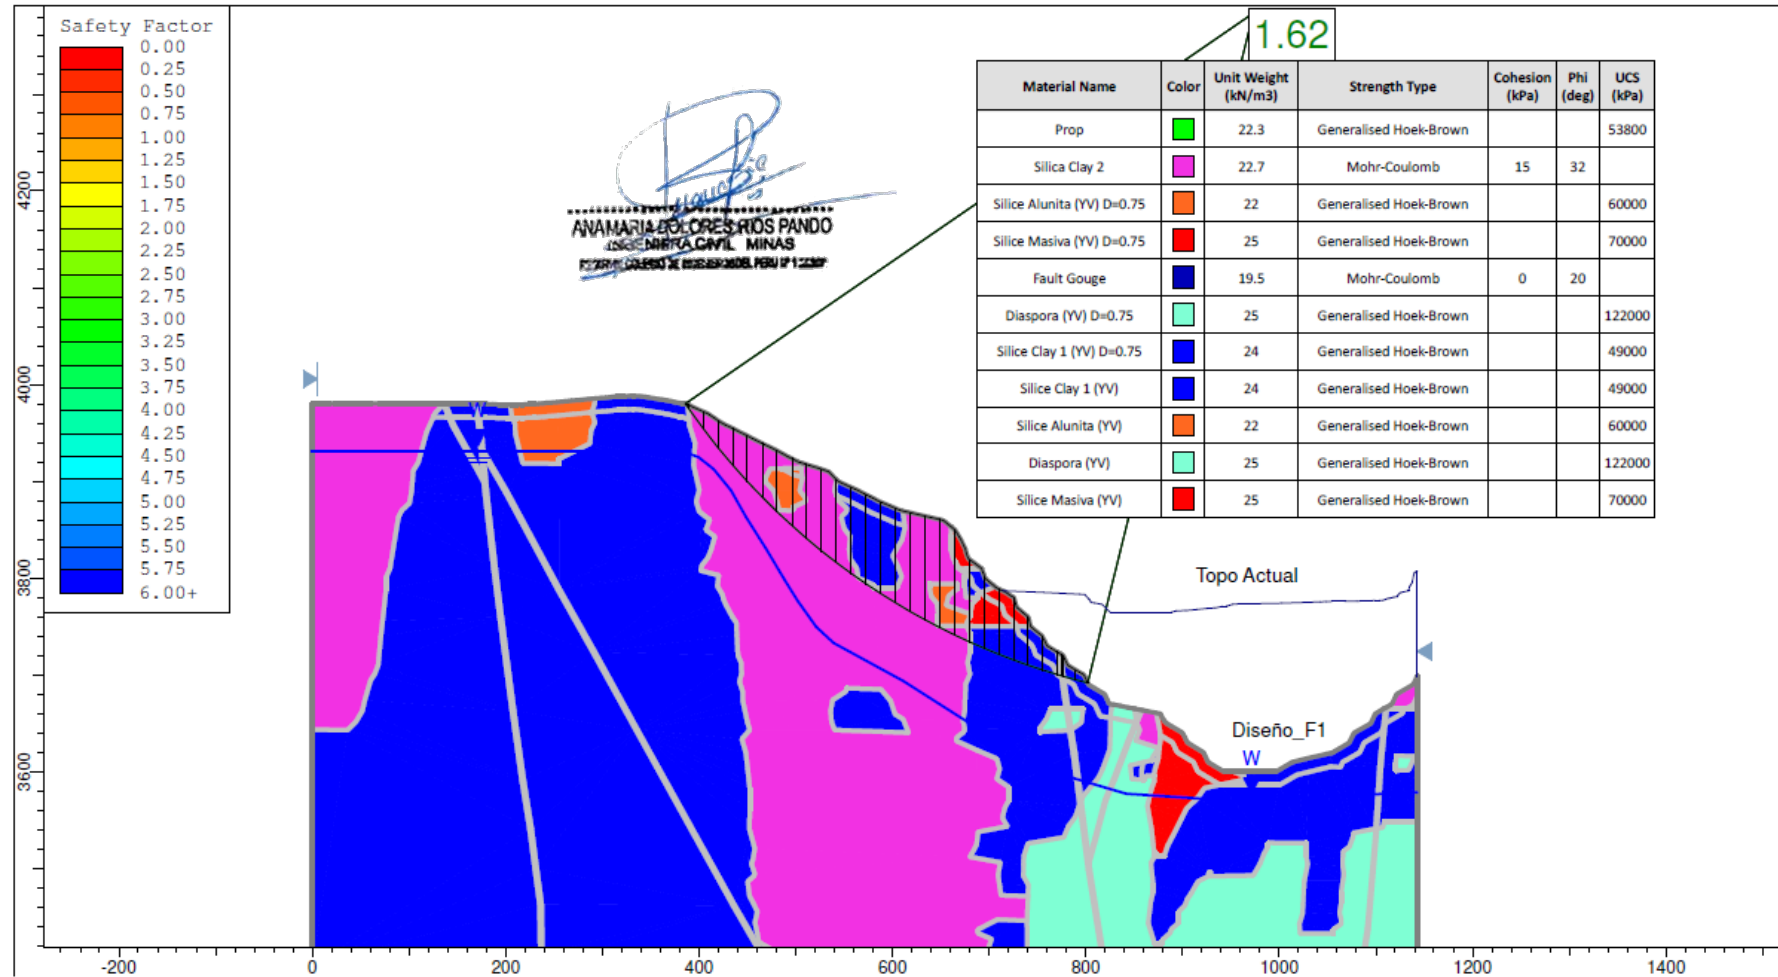 Safety Factor
0.00
0.25
0.50
0.75
1.00
1.25
1.50
1.75
2.00
2.25
2.50
2.75
3.00
3.25
3.50
3.75
4.00
4.25
4.50
4.75
5.00
5.25
5.50
5.75
6.00+
1.62
Material Name Color Unit Weight (kN/m3) Strength Type Cohesion (kPa) Phi (deg) UCS (kPa)
Prop 22.3 Generalised Hoek-Brown 53800
Silica Clay 2 22.7 Mohr-Coulomb 15 32
Silice Alunita (YV) D=0.75 22 Generalised Hoek-Brown 60000
Silice Masiva (YV) D=0.75 25 Generalised Hoek-Brown 70000
Fault Gouge 19.5 Mohr-Coulomb 0 20
Diaspora (YV) D=0.75 25 Generalised Hoek-Brown 122000
Silice Clay 1 (YV) D=0.75 24 Generalised Hoek-Brown 49000
Silice Clay 1 (YV) 24 Generalised Hoek-Brown 49000
Silice Alunita (YV) 22 Generalised Hoek-Brown 60000
Diaspora (YV) 25 Generalised Hoek-Brown 122000
Silice Masiva (YV) 25 Generalised Hoek-Brown 70000
ANA MARIA DOLORES RIOS PANDO
INGENIERA CIVIL MINAS
W
Topo Actual
Diseño_F1
W
4200
4000
3800
3600
-200 0 200 400 600 800 1000 1200 1400